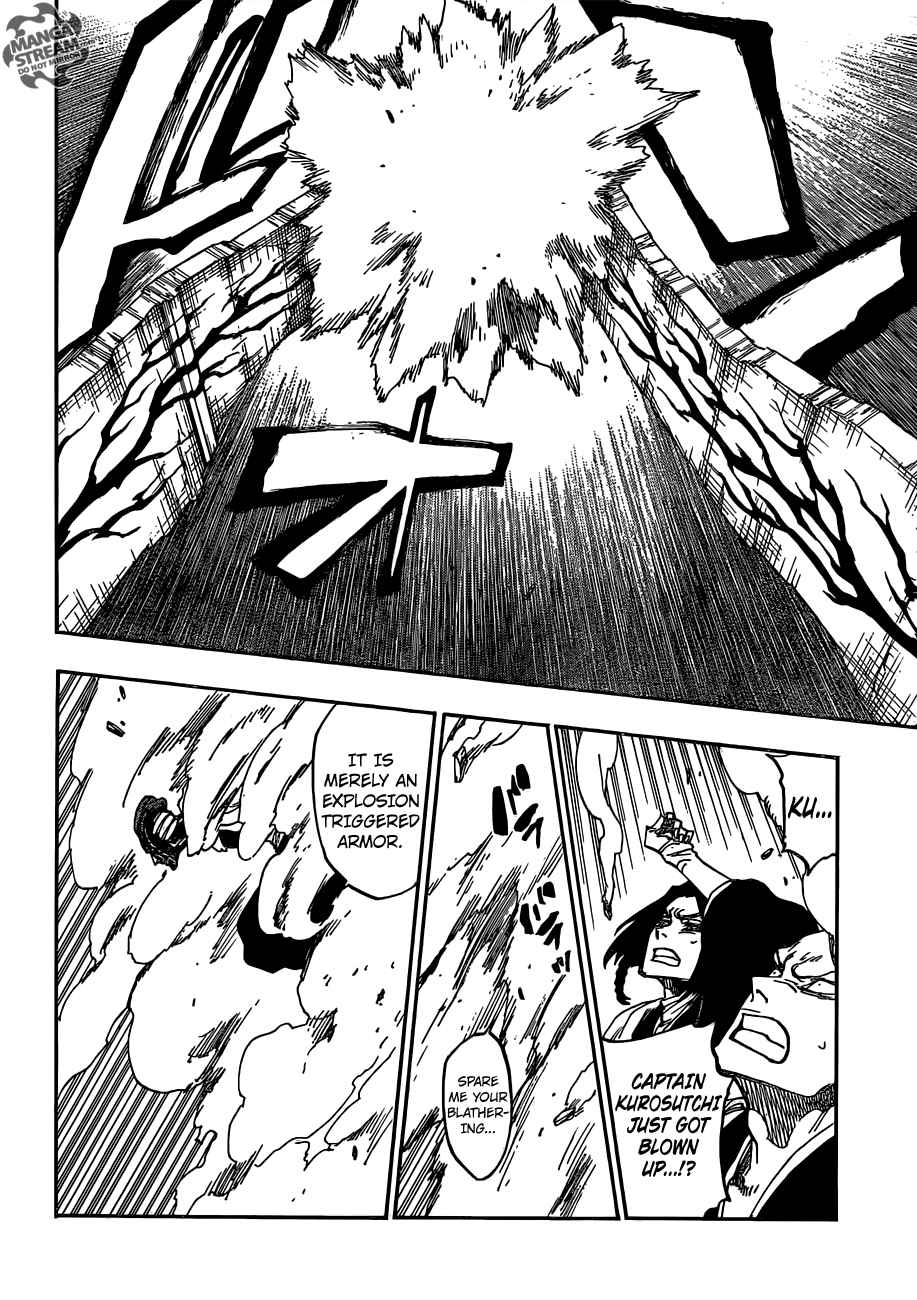 MANGA
STREAM
DO NOT MIRROR
KU...
CAPTAIN
KUROSUTCHI
JUST GOT
BLOWN
UP...!?
SPARE
ME YOUR
BLATHER-
ING...
IT IS
MERELY AN
EXPLOSION
TRIGGERED
ARMOR.